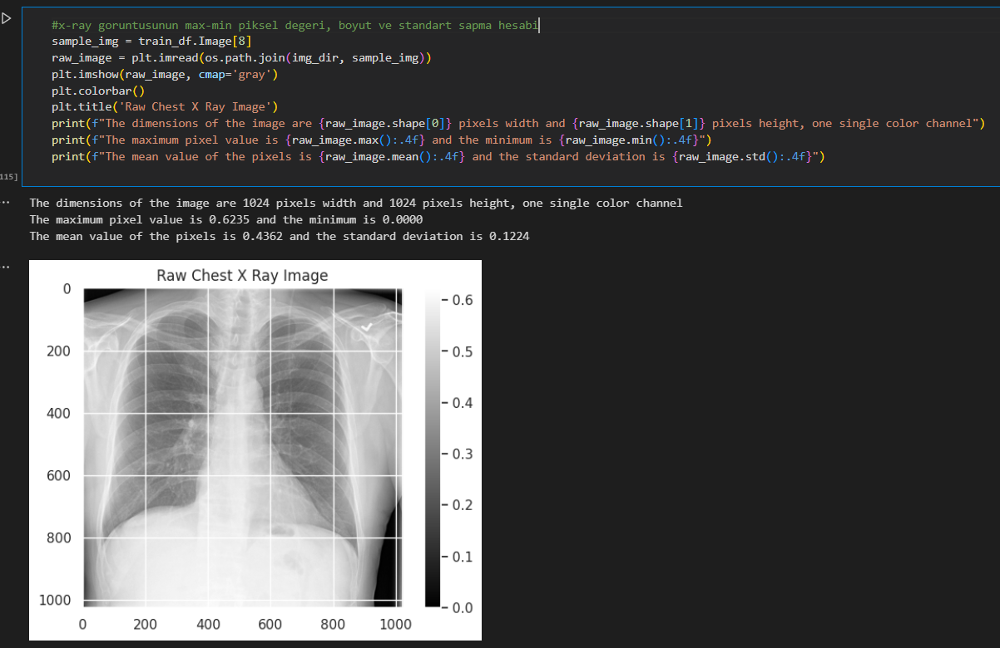 #x-ray goruntusunun max-min piksel degeri, boyut ve standart sapma hesabi
sample_img = train_df.Image[8]
raw_image = plt.imread(os.path.join(img_dir, sample_img))
plt.imshow(raw_image, cmap='gray')
plt.colorbar()
plt.title('Raw Chest X Ray Image')
print(f"The dimensions of the image are {raw_image.shape[0]} pixels width and {raw_image.shape[1]} pixels height, one single color channel")
print(f"The maximum pixel value is {raw_image.max():.4f} and the minimum is {raw_image.min():.4f}")
print(f"The mean value of the pixels is {raw_image.mean():.4f} and the standard deviation is {raw_image.std():.4f}")
115]
... The dimensions of the image are 1024 pixels width and 1024 pixels height, one single color channel
The maximum pixel value is 0.6235 and the minimum is 0.0000
The mean value of the pixels is 0.4362 and the standard deviation is 0.1224
...
Raw Chest X Ray Image
0
200
400
600
800
1000
0 200 400 600 800 1000
0.6
0.5
0.4
0.3
0.2
0.1
0.0